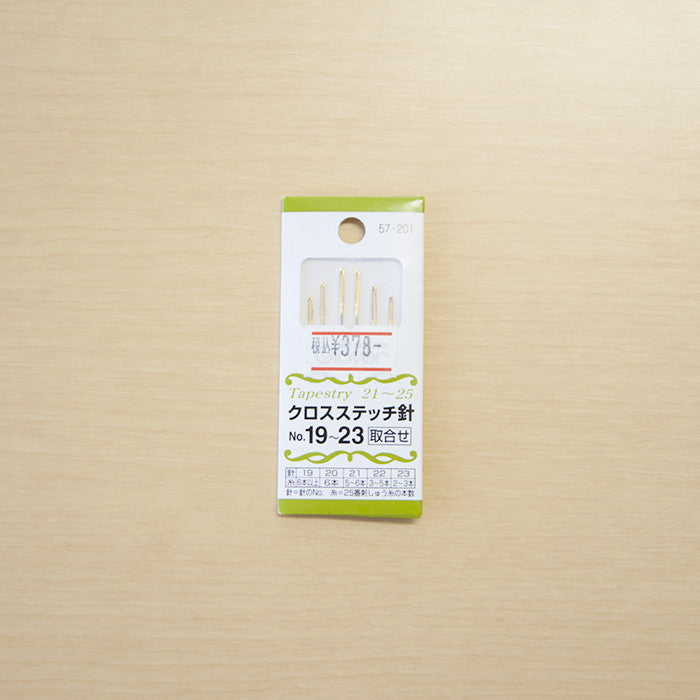 57-201
税込¥378-
Clover
Tapestry 21~25
クロスステッチ針
No.19~23 取合せ
針 19 20 21 22 23
糸 6本以上 6本 5~6本 3~5本 2~3本
針=針のNo. 糸=25番刺しゅう糸の本数